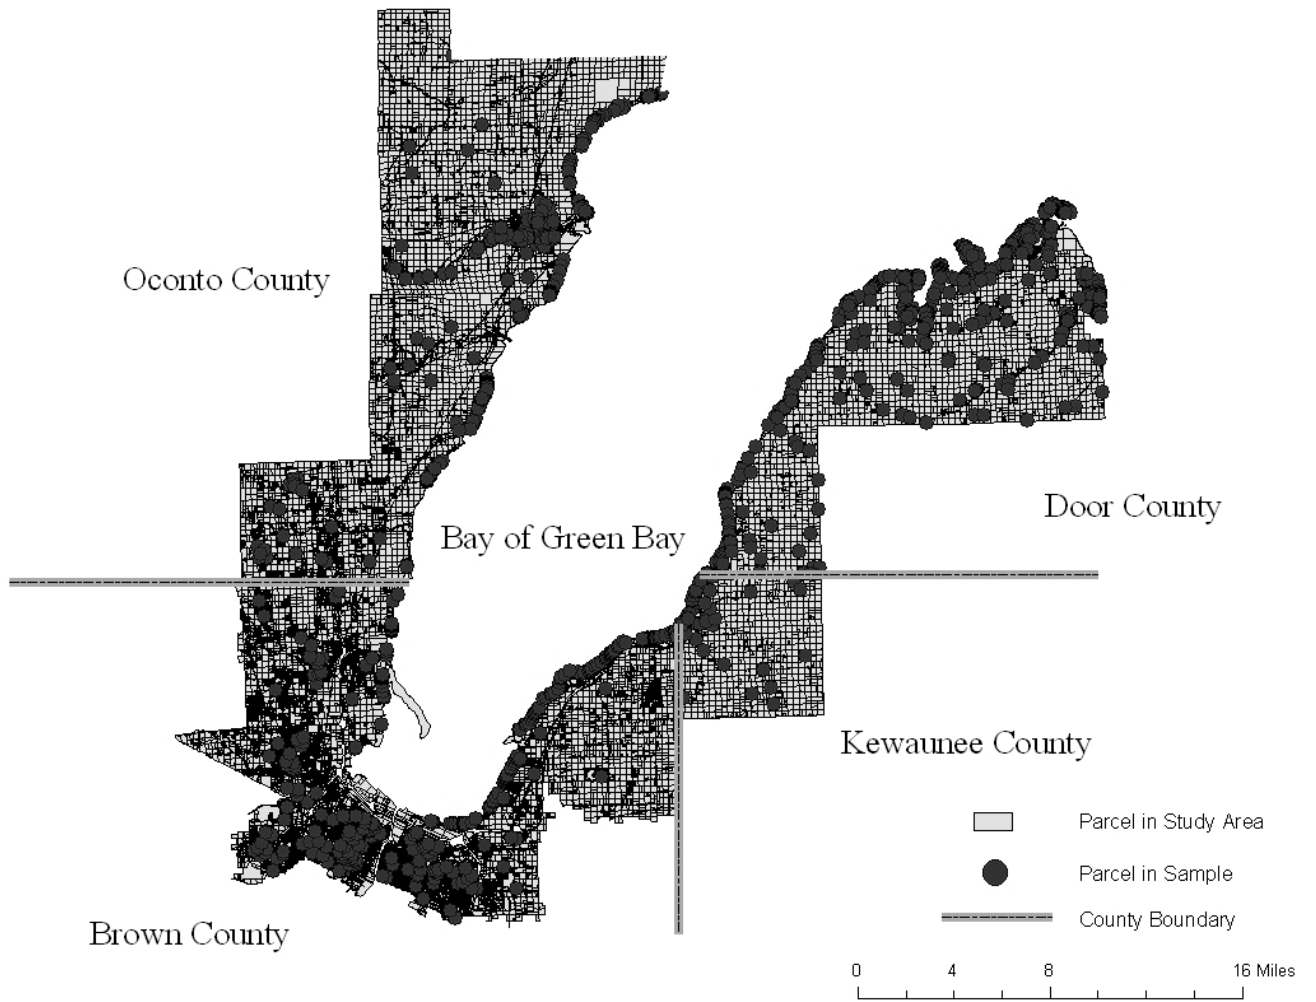 Oconto County
Door County
Bay of Green Bay
Kewaunee County
Parcel in Study Area
Parcel in Sample
County Boundary
Brown County
0 4 8 16 Miles